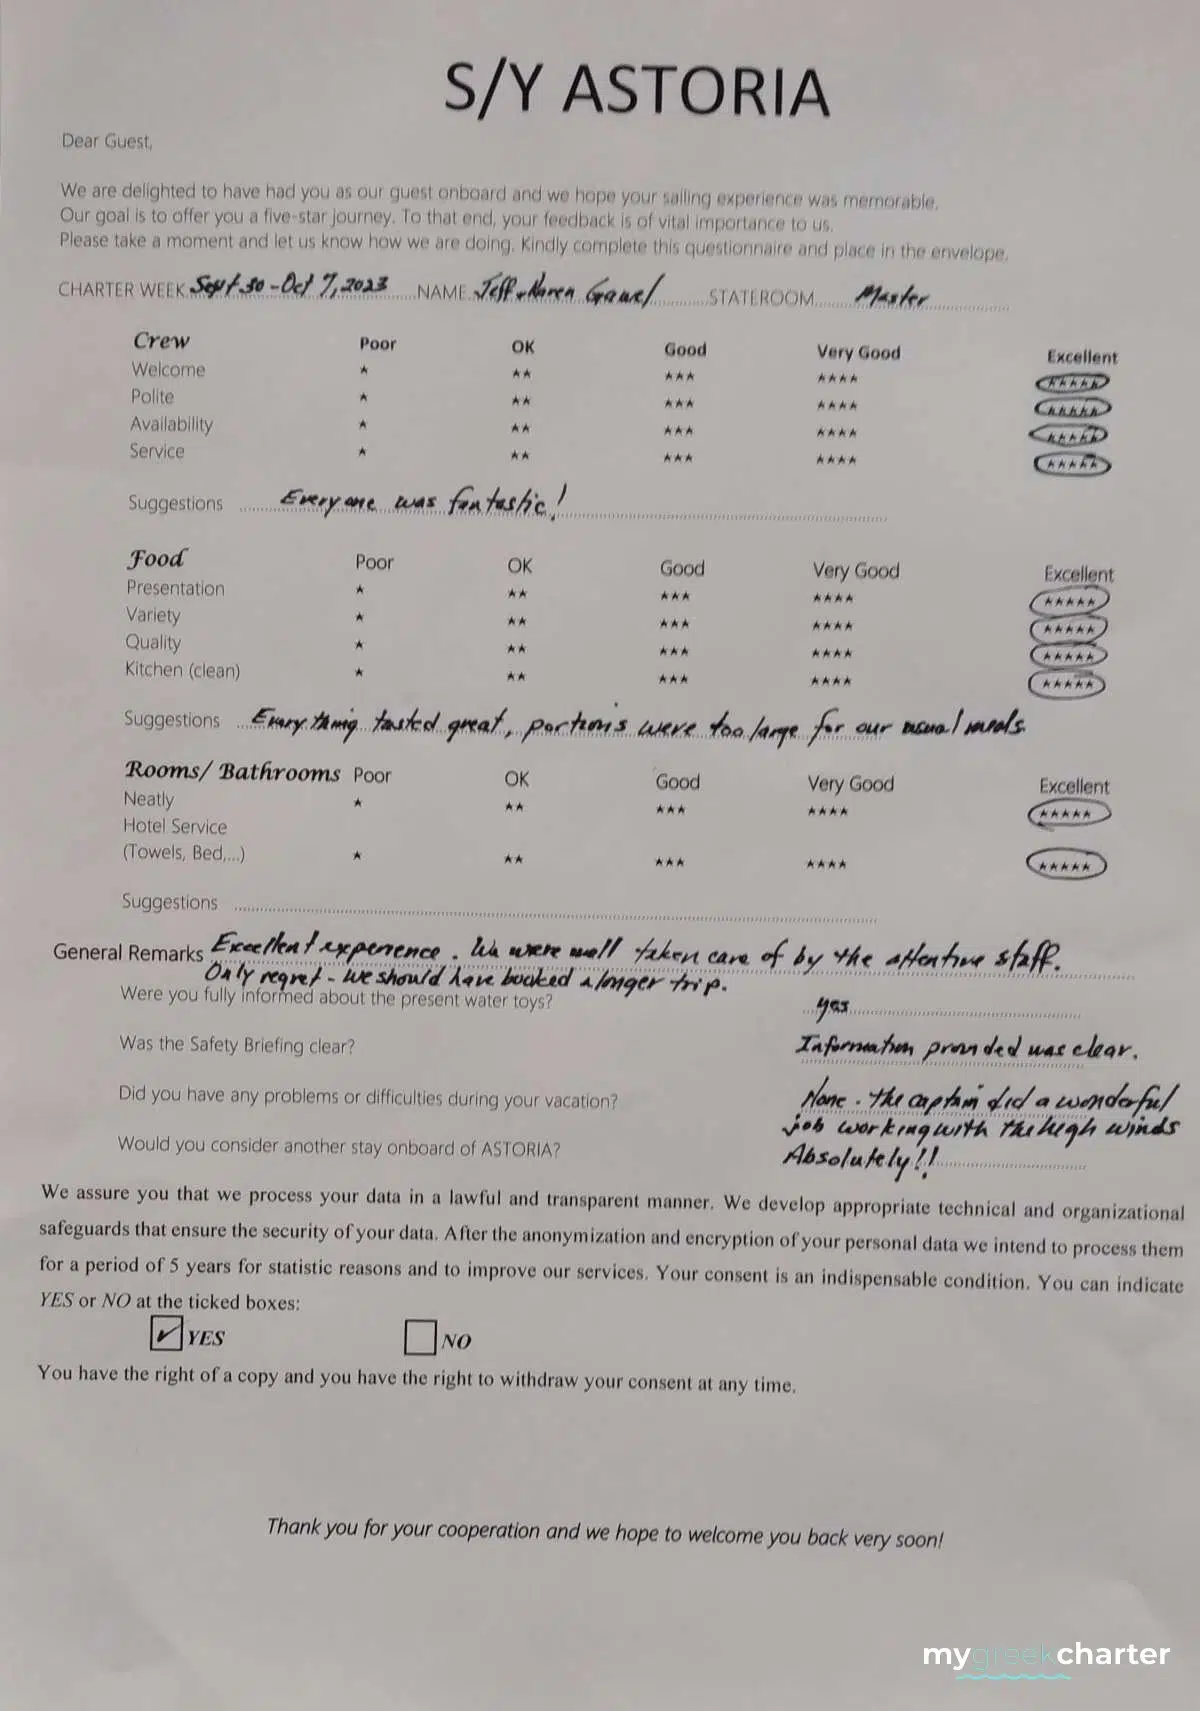 S/Y ASTORIA
Dear Guest,
We are delighted to have had you as our guest onboard and we hope your sailing experience was memorable.
Our goal is to offer you a five-star journey. To that end, your feedback is of vital importance to us.
Please take a moment and let us know how we are doing. Kindly complete this questionnaire and place in the envelope.
CHARTER WEEK Sept 30 - Oct 7, 2023 NAME Jeff & Karen STATEROOM Master
Crew Poor OK Good Very Good Excellent
Welcome ★ ★★ ★★★ ★★★★ ★★★★★
Polite ★ ★★ ★★★ ★★★★ ★★★★★
Availability ★ ★★ ★★★ ★★★★ ★★★★★
Service ★ ★★ ★★★ ★★★★ ★★★★★
Suggestions Everyone was fantastic!
Food Poor OK Good Very Good Excellent
Presentation ★ ★★ ★★★ ★★★★ ★★★★★
Variety ★ ★★ ★★★ ★★★★ ★★★★★
Quality ★ ★★ ★★★ ★★★★ ★★★★★
Kitchen (clean) ★ ★★ ★★★ ★★★★ ★★★★★
Suggestions Every thing tasted great, portions were too large for our usual meals.
Rooms/ Bathrooms Poor OK Good Very Good Excellent
Neatly ★ ★★ ★★★ ★★★★ ★★★★★
Hotel Service
(Towels, Bed,...) ★ ★★ ★★★ ★★★★ ★★★★★
Suggestions
General Remarks Excellent experience. We were well taken care of by the attentive staff.
Only regret - we should have booked a longer trip.
Were you fully informed about the present water toys? yes
Was the Safety Briefing clear? Information provided was clear.
Did you have any problems or difficulties during your vacation? None. The captain did a wonderful
job working with the high winds
Would you consider another stay onboard of ASTORIA? Absolutely!!
We assure you that we process your data in a lawful and transparent manner. We develop appropriate technical and organizational
safeguards that ensure the security of your data. After the anonymization and encryption of your personal data we intend to process them
for a period of 5 years for statistic reasons and to improve our services. Your consent is an indispensable condition. You can indicate
YES or NO at the ticked boxes:
✓ YES NO
You have the right of a copy and you have the right to withdraw your consent at any time.
Thank you for your cooperation and we hope to welcome you back very soon!
mygreekcharter